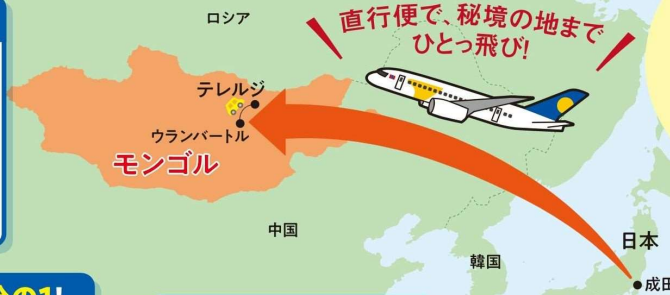 ロシア
直行便で、秘境の地まで
ひとっ飛び!
テレルジ
ウランバートル
モンゴル
中国
韓国
日本
成田
の1!